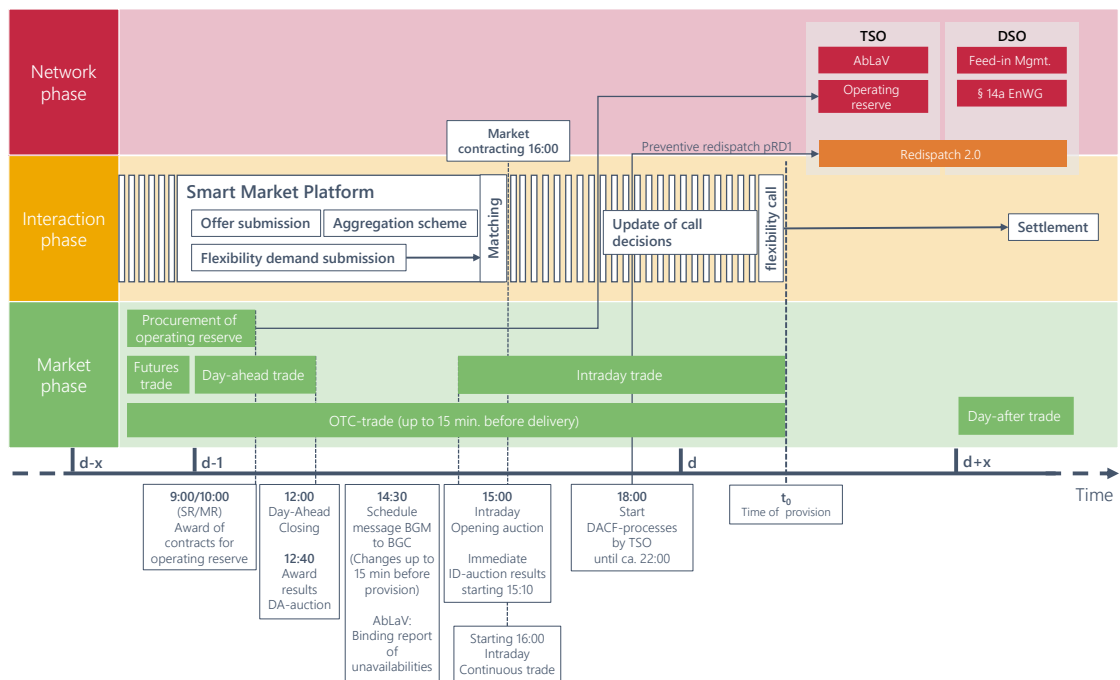 Network
phase
TSO
DSO
AbLaV
Feed-in Mgmt.
Operating
reserve
§ 14a EnWG
Market
contracting 16:00
Preventive redispatch pRD1
Redispatch 2.0
Interaction
phase
Smart Market Platform
Offer submission
Aggregation scheme
Flexibility demand submission
Matching
Update of call
decisions
flexibility call
Settlement
Market
phase
Procurement of
operating reserve
Futures
trade
Day-ahead trade
Intraday trade
OTC-trade (up to 15 min. before delivery)
Day-after trade
d-x
d-1
d
d+x
Time
9:00/10:00
(SR/MR)
Award of
contracts for
operating reserve
12:00
Day-Ahead
Closing
12:40
Award
results
DA-auction
14:30
Schedule
message BGM
to BGC
(Changes up to
15 min before
provision)
AbLaV:
Binding report
of
unavailabilities
15:00
Intraday
Opening auction
Immediate
ID-auction results
starting 15:10
Starting 16:00
Intraday
Continuous trade
18:00
Start
DACF-processes
by TSO
until ca. 22:00
t0
Time of provision